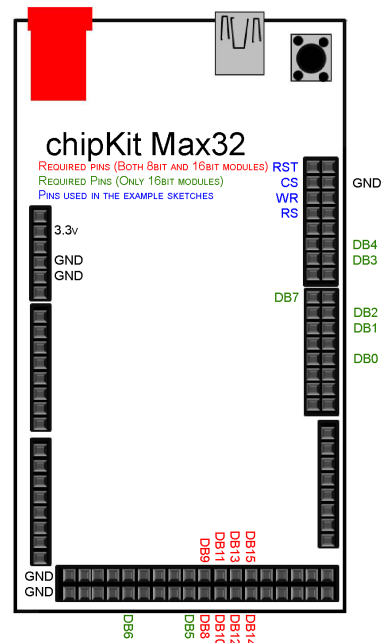 chipKit Max32
Required pins (Both 8bit and 16bit modules)
Required Pins (Only 16bit modules)
Pins used in the example sketches
RST
CS
GND
WR
RS
3.3v
DB4
GND
DB3
GND
DB7
DB2
DB1
DB0
DB9
DB11
DB13
DB15
GND
GND
DB6
DB5
DB8
DB10
DB12
DB14